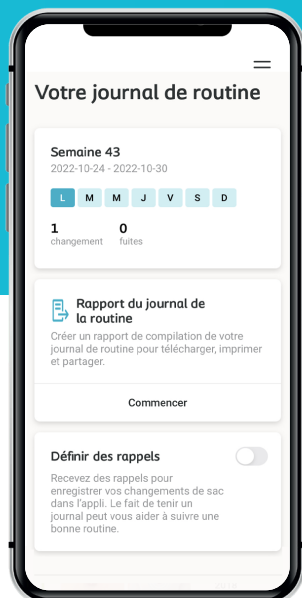 Votre journal de routine
Semaine 43
2022-10-24 - 2022-10-30
L M M J V S D
1 0
changement fuites
Rapport du journal de
la routine
Créer un rapport de compilation de votre
journal de routine pour télécharger, imprimer
et partager.
Commencer
Définir des rappels
Recevez des rappels pour
enregistrer vos changements de sac
dans l'appli. Le fait de tenir un
journal peut vous aider à suivre une
bonne routine.